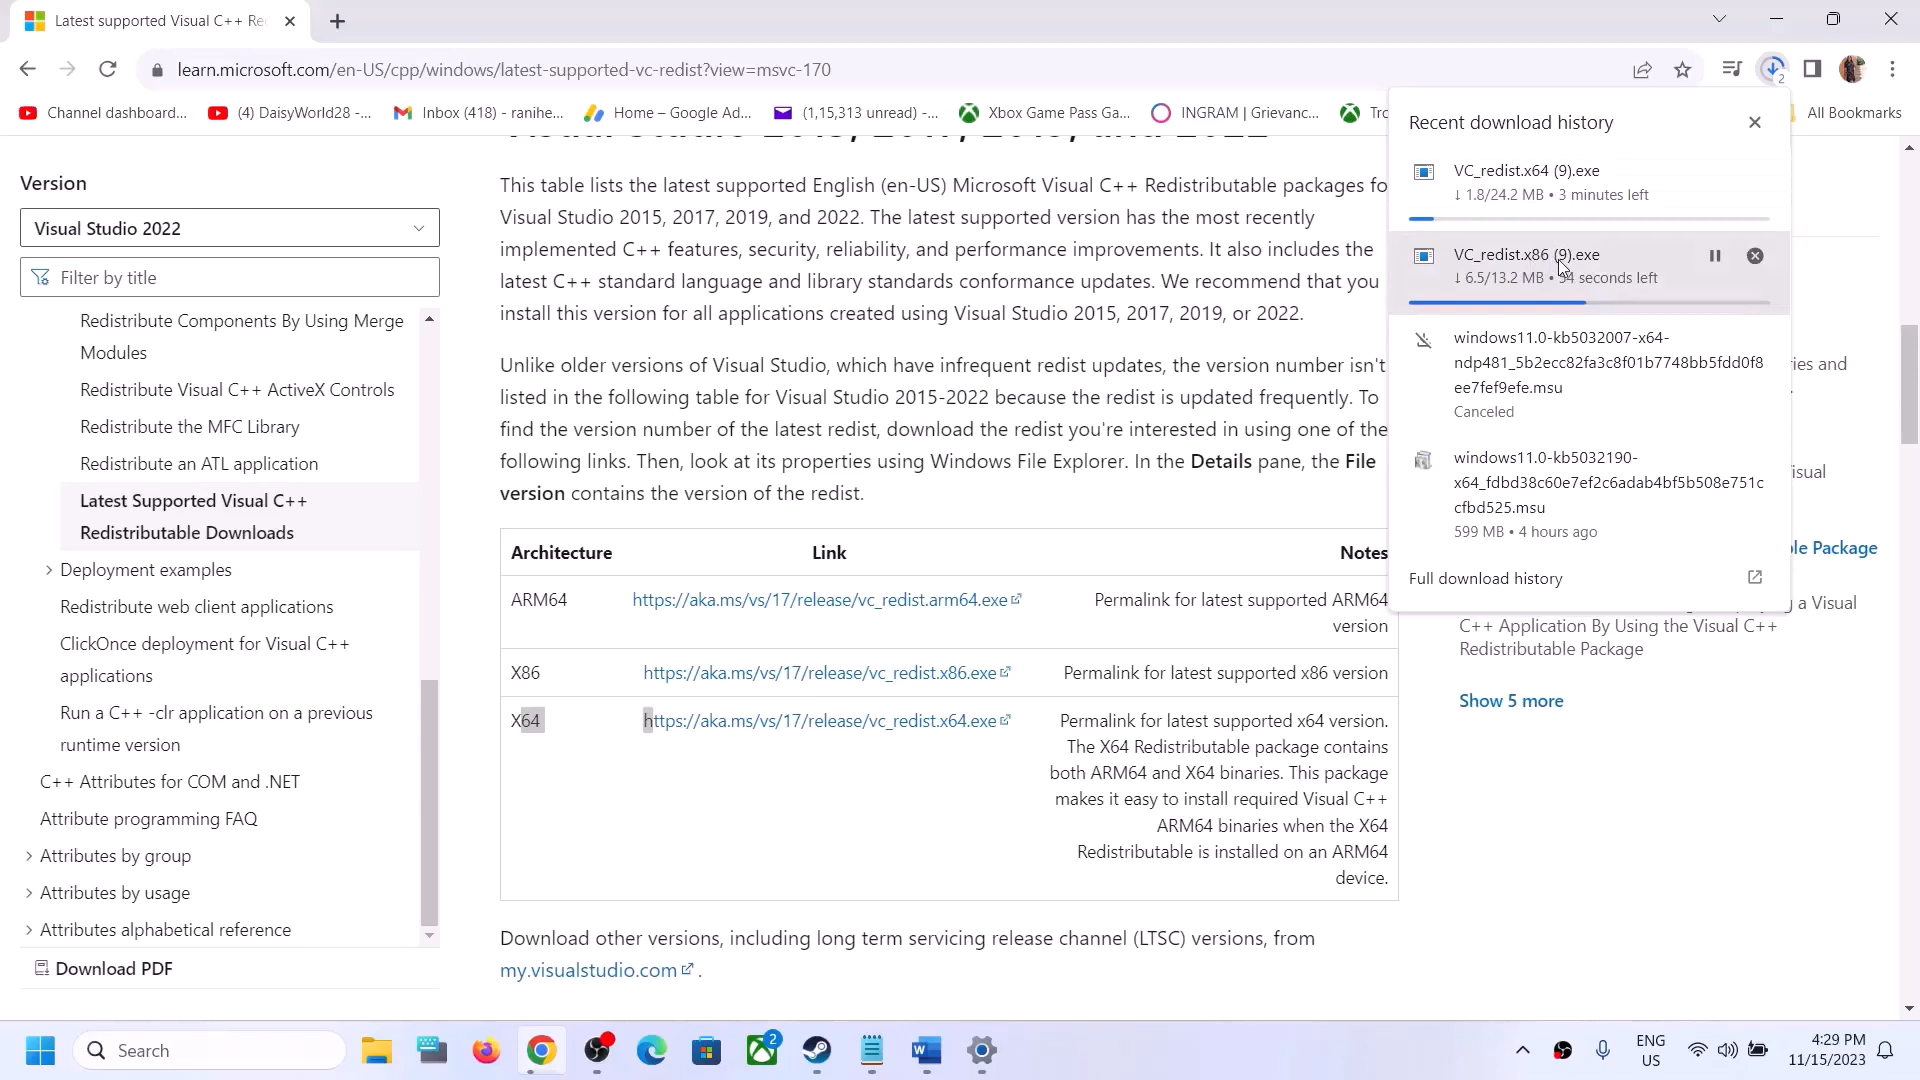 Latest supported Visual C++ Re
learn.microsoft.com/en-US/cpp/windows/latest-supported-vc-redist?view=msvc-170
2
Channel dashboard...
(4) DaisyWorld28 -...
Inbox (418) - ranihe...
Home – Google Ad...
(1,15,313 unread) -...
Xbox Game Pass Ga...
INGRAM | Grievanc...
Tro
All Bookmarks
Version
Visual Studio 2022
Filter by title
Redistribute Components By Using Merge
Modules
Redistribute Visual C++ ActiveX Controls
Redistribute the MFC Library
Redistribute an ATL application
Latest Supported Visual C++
Redistributable Downloads
Deployment examples
Redistribute web client applications
ClickOnce deployment for Visual C++
applications
Run a C++ -clr application on a previous
runtime version
C++ Attributes for COM and .NET
Attribute programming FAQ
Attributes by group
Attributes by usage
Attributes alphabetical reference
Download PDF
Visual Studio 2015, 2017, 2019, and 2022
This table lists the latest supported English (en-US) Microsoft Visual C++ Redistributable packages fo
Visual Studio 2015, 2017, 2019, and 2022. The latest supported version has the most recently
implemented C++ features, security, reliability, and performance improvements. It also includes the
latest C++ standard language and library standards conformance updates. We recommend that you
install this version for all applications created using Visual Studio 2015, 2017, 2019, or 2022.
Unlike older versions of Visual Studio, which have infrequent redist updates, the version number isn't
listed in the following table for Visual Studio 2015-2022 because the redist is updated frequently. To
find the version number of the latest redist, download the redist you're interested in using one of the
following links. Then, look at its properties using Windows File Explorer. In the Details pane, the File
version contains the version of the redist.
Architecture Link Notes
ARM64 https://aka.ms/vs/17/release/vc_redist.arm64.exe Permalink for latest supported ARM64
version
X86 https://aka.ms/vs/17/release/vc_redist.x86.exe Permalink for latest supported x86 version
X64 https://aka.ms/vs/17/release/vc_redist.x64.exe Permalink for latest supported x64 version.
The X64 Redistributable package contains
both ARM64 and X64 binaries. This package
makes it easy to install required Visual C++
ARM64 binaries when the X64
Redistributable is installed on an ARM64
device.
Download other versions, including long term servicing release channel (LTSC) versions, from
my.visualstudio.com .
Recent download history
VC_redist.x64 (9).exe
↓ 1.8/24.2 MB • 3 minutes left
VC_redist.x86 (9).exe
↓ 6.5/13.2 MB • 54 seconds left
windows11.0-kb5032007-x64-
ndp481_5b2ecc82fa3c8f01b7748bb5fdd0f8
ee7fef9efe.msu
Canceled
windows11.0-kb5032190-
x64_fdbd38c60e7ef2c6adab4bf5b508e751c
cfbd525.msu
599 MB • 4 hours ago
Full download history
ies and
isual
le Package
a Visual
C++ Application By Using the Visual C++
Redistributable Package
Show 5 more
Search
2
ENG
US
4:29 PM
11/15/2023